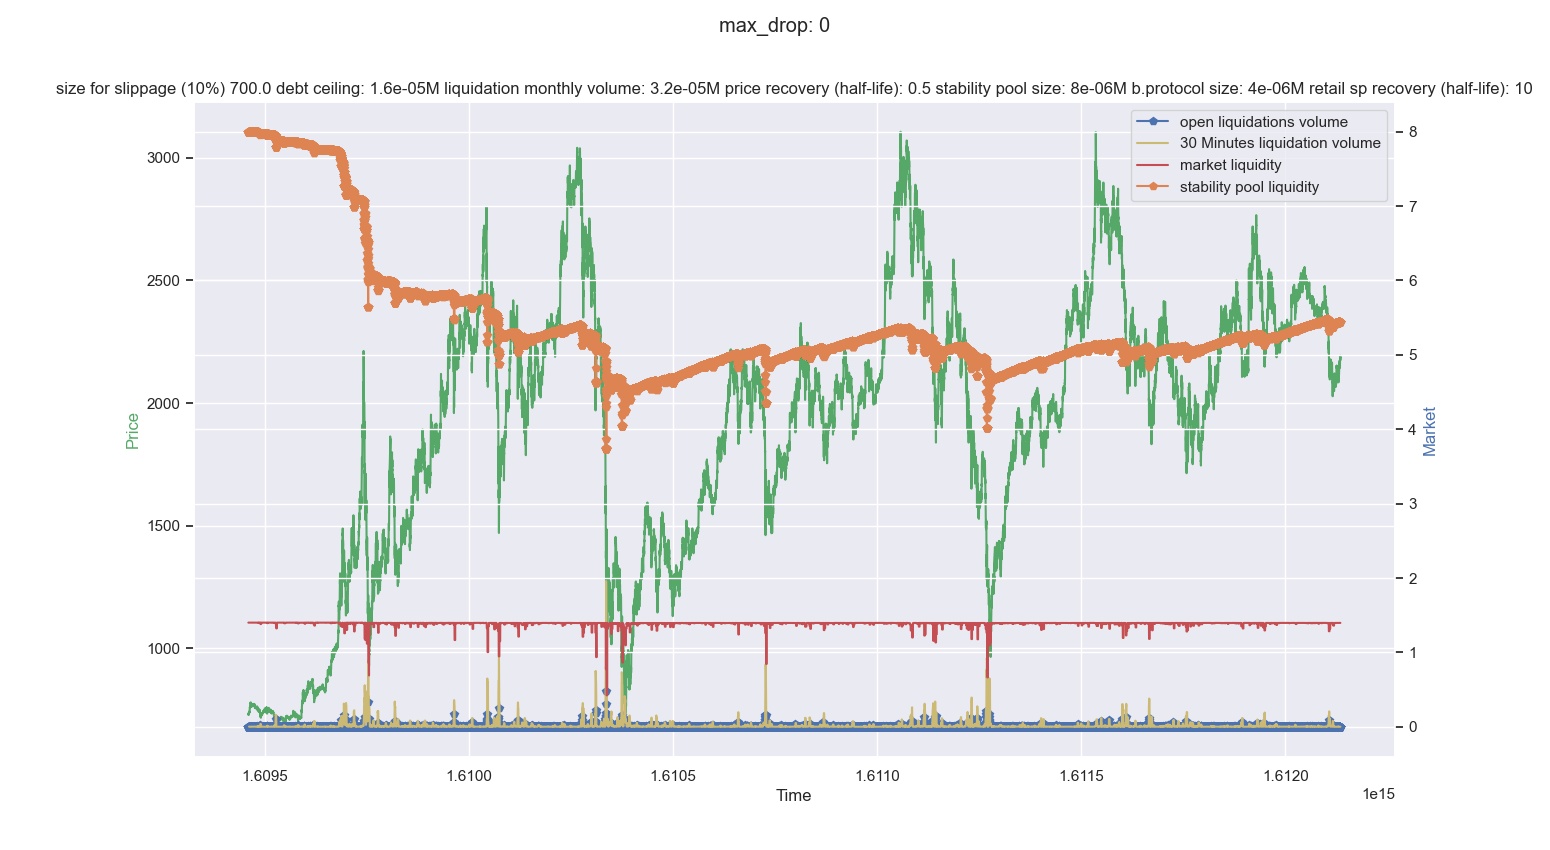 max_drop: 0
size for slippage (10%) 700.0 debt ceiling: 1.6e-05M liquidation monthly volume: 3.2e-05M price recovery (half-life): 0.5 stability pool size: 8e-06M b.protocol size: 4e-06M retail sp recovery (half-life): 10
open liquidations volume
30 Minutes liquidation volume
market liquidity
stability pool liquidity
3000
2500
2000
1500
1000
Price
8
7
6
5
4
3
2
1
0
Market
1.6095
1.6100
1.6105
1.6110
1.6115
1.6120
1e15
Time